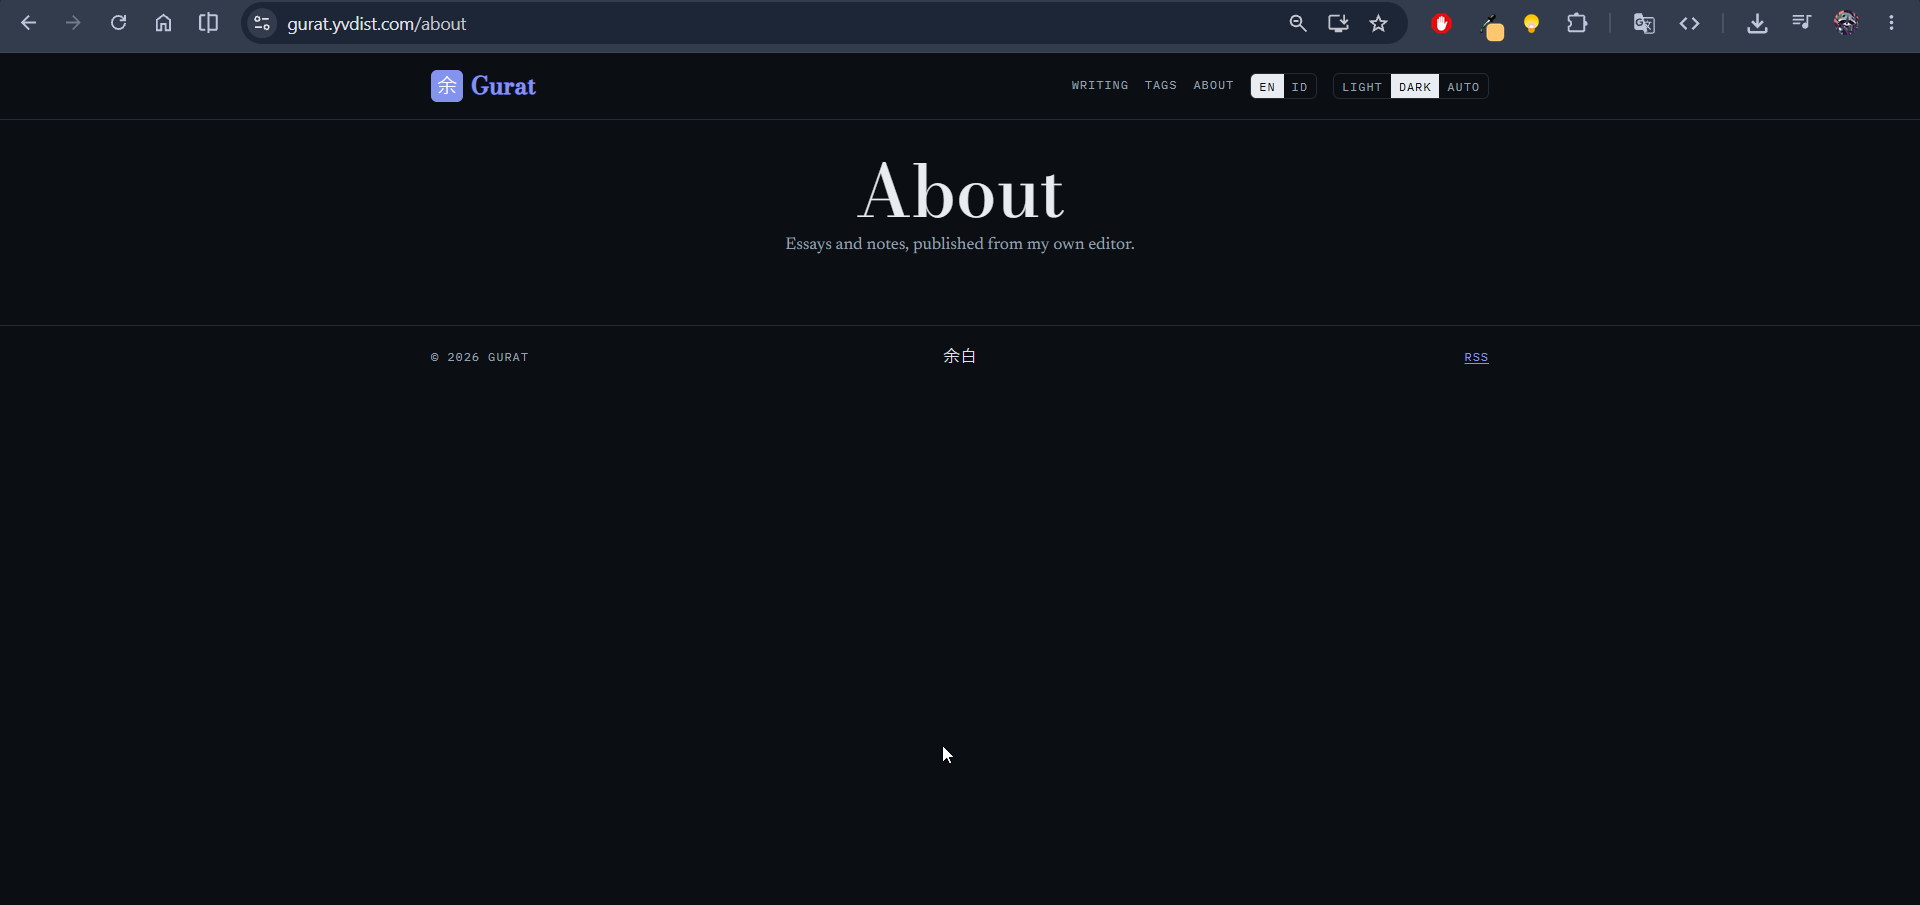 gurat.yvdist.com/about
余 Gurat
WRITING TAGS ABOUT EN ID LIGHT DARK AUTO
About
Essays and notes, published from my own editor.
© 2026 GURAT
余白
RSS